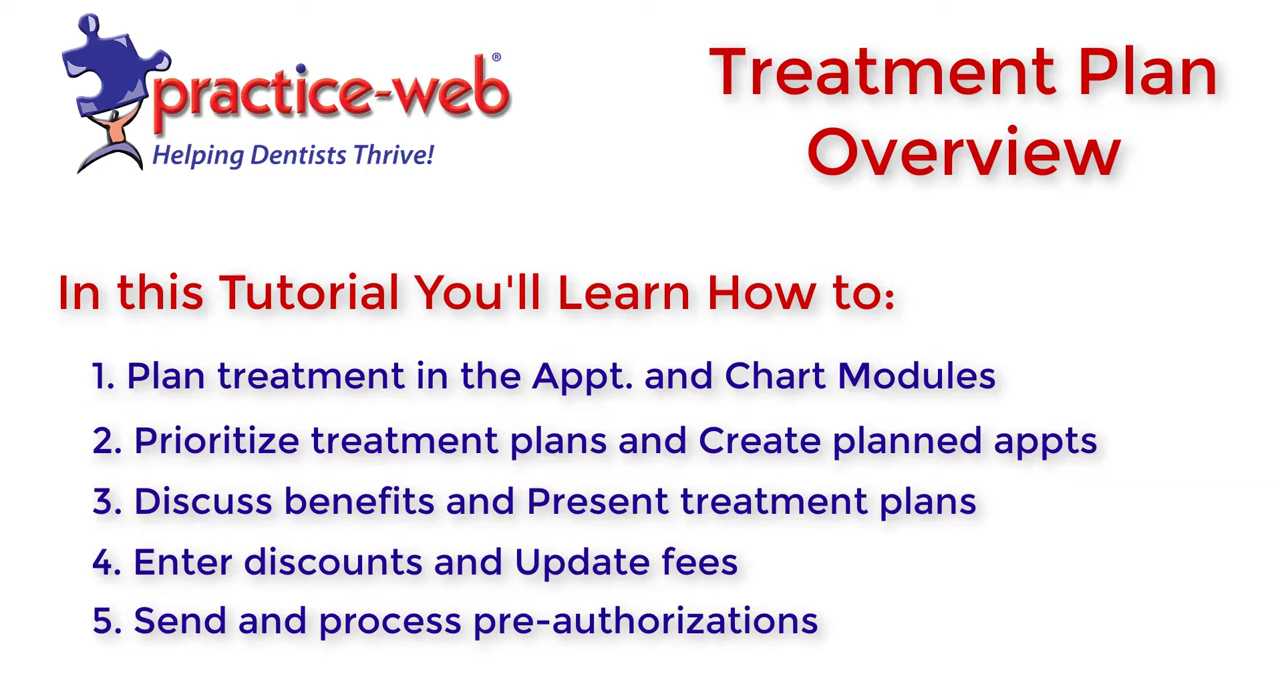 practice-web®
Helping Dentists Thrive!
Treatment Plan
Overview
In this Tutorial You'll Learn How to:
1. Plan treatment in the Appt. and Chart Modules
2. Prioritize treatment plans and Create planned appts
3. Discuss benefits and Present treatment plans
4. Enter discounts and Update fees
5. Send and process pre-authorizations